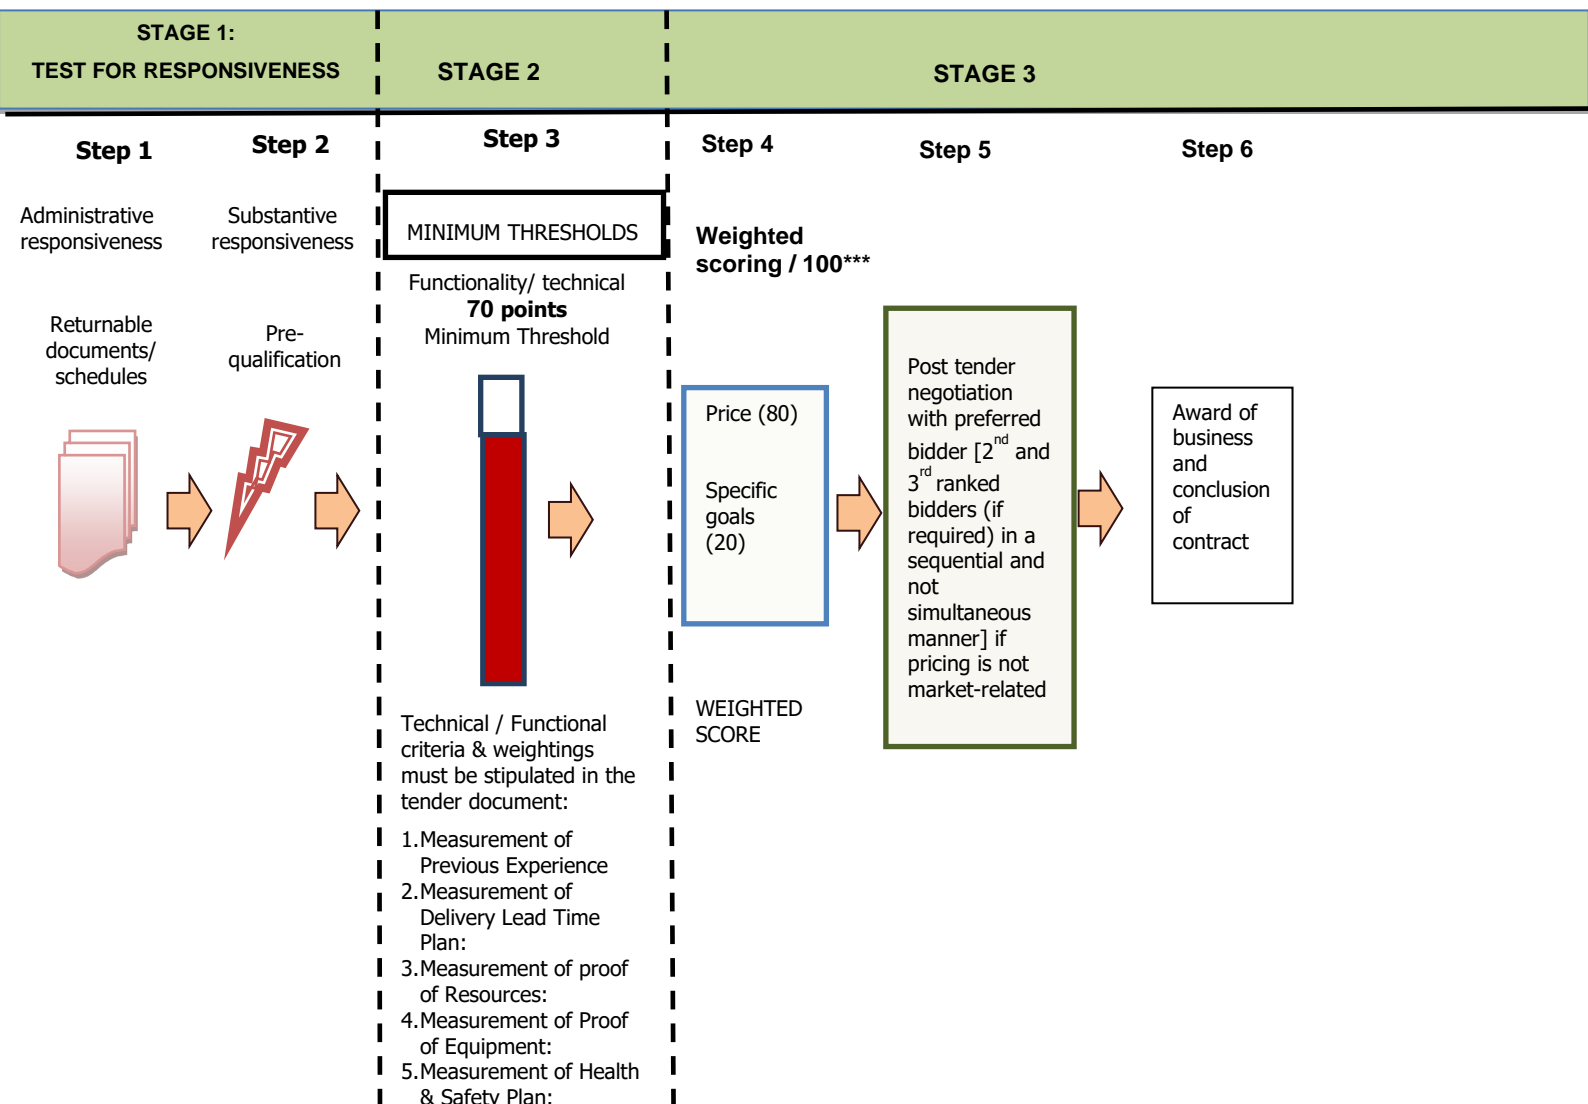 STAGE 1:
TEST FOR RESPONSIVENESS
STAGE 2
STAGE 3
Step 1
Step 2
Step 3
Step 4
Step 5
Step 6
Administrative
responsiveness
Returnable
documents/
schedules
Substantive
responsiveness
Pre-
qualification
MINIMUM THRESHOLDS
Functionality/ technical
70 points
Minimum Threshold
Technical / Functional
criteria & weightings
must be stipulated in the
tender document:
1.Measurement of
Previous Experience
2.Measurement of
Delivery Lead Time
Plan:
3.Measurement of proof
of Resources:
4.Measurement of Proof
of Equipment:
5.Measurement of Health
& Safety Plan:
Weighted
scoring / 100***
Price (80)
Specific
goals
(20)
WEIGHTED
SCORE
Post tender
negotiation
with preferred
bidder [2nd and
3rd ranked
bidders (if
required) in a
sequential and
not
simultaneous
manner] if
pricing is not
market-related
Award of
business
and
conclusion
of
contract